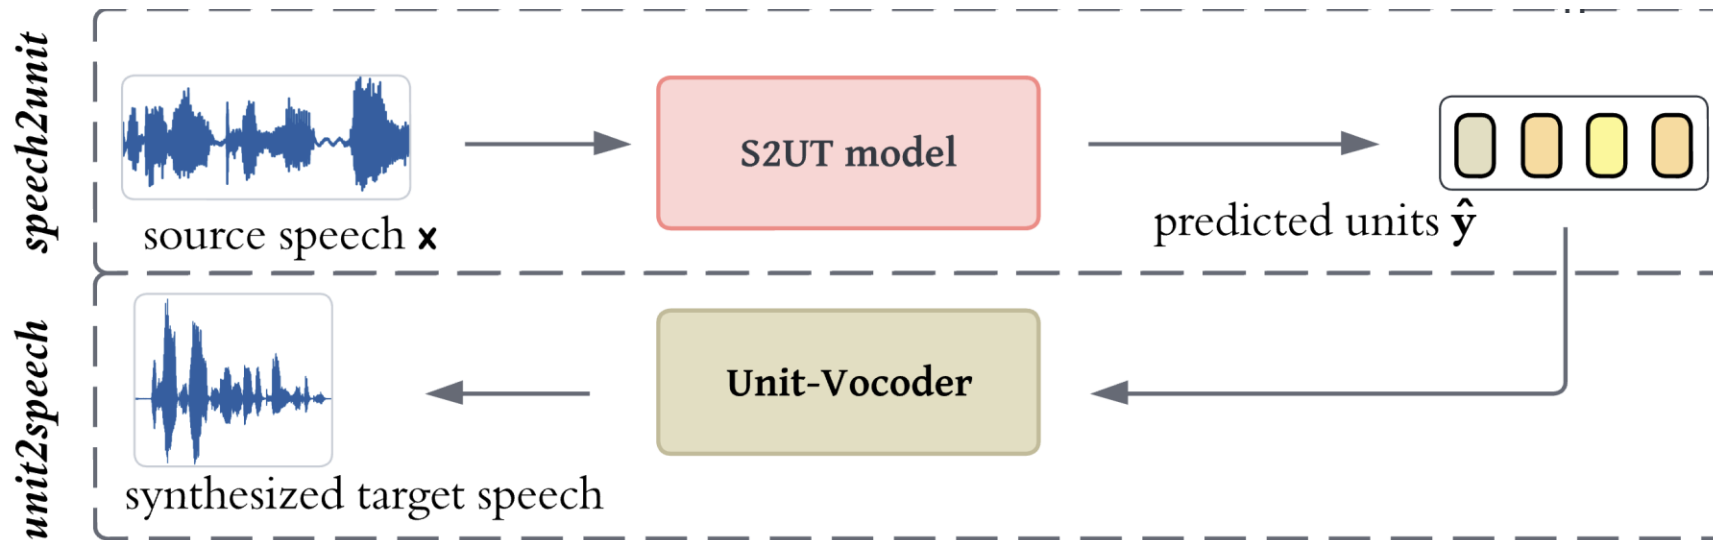 speech2unit
S2UT model
source speech x
predicted units ŷ
unit2speech
Unit-Vocoder
synthesized target speech